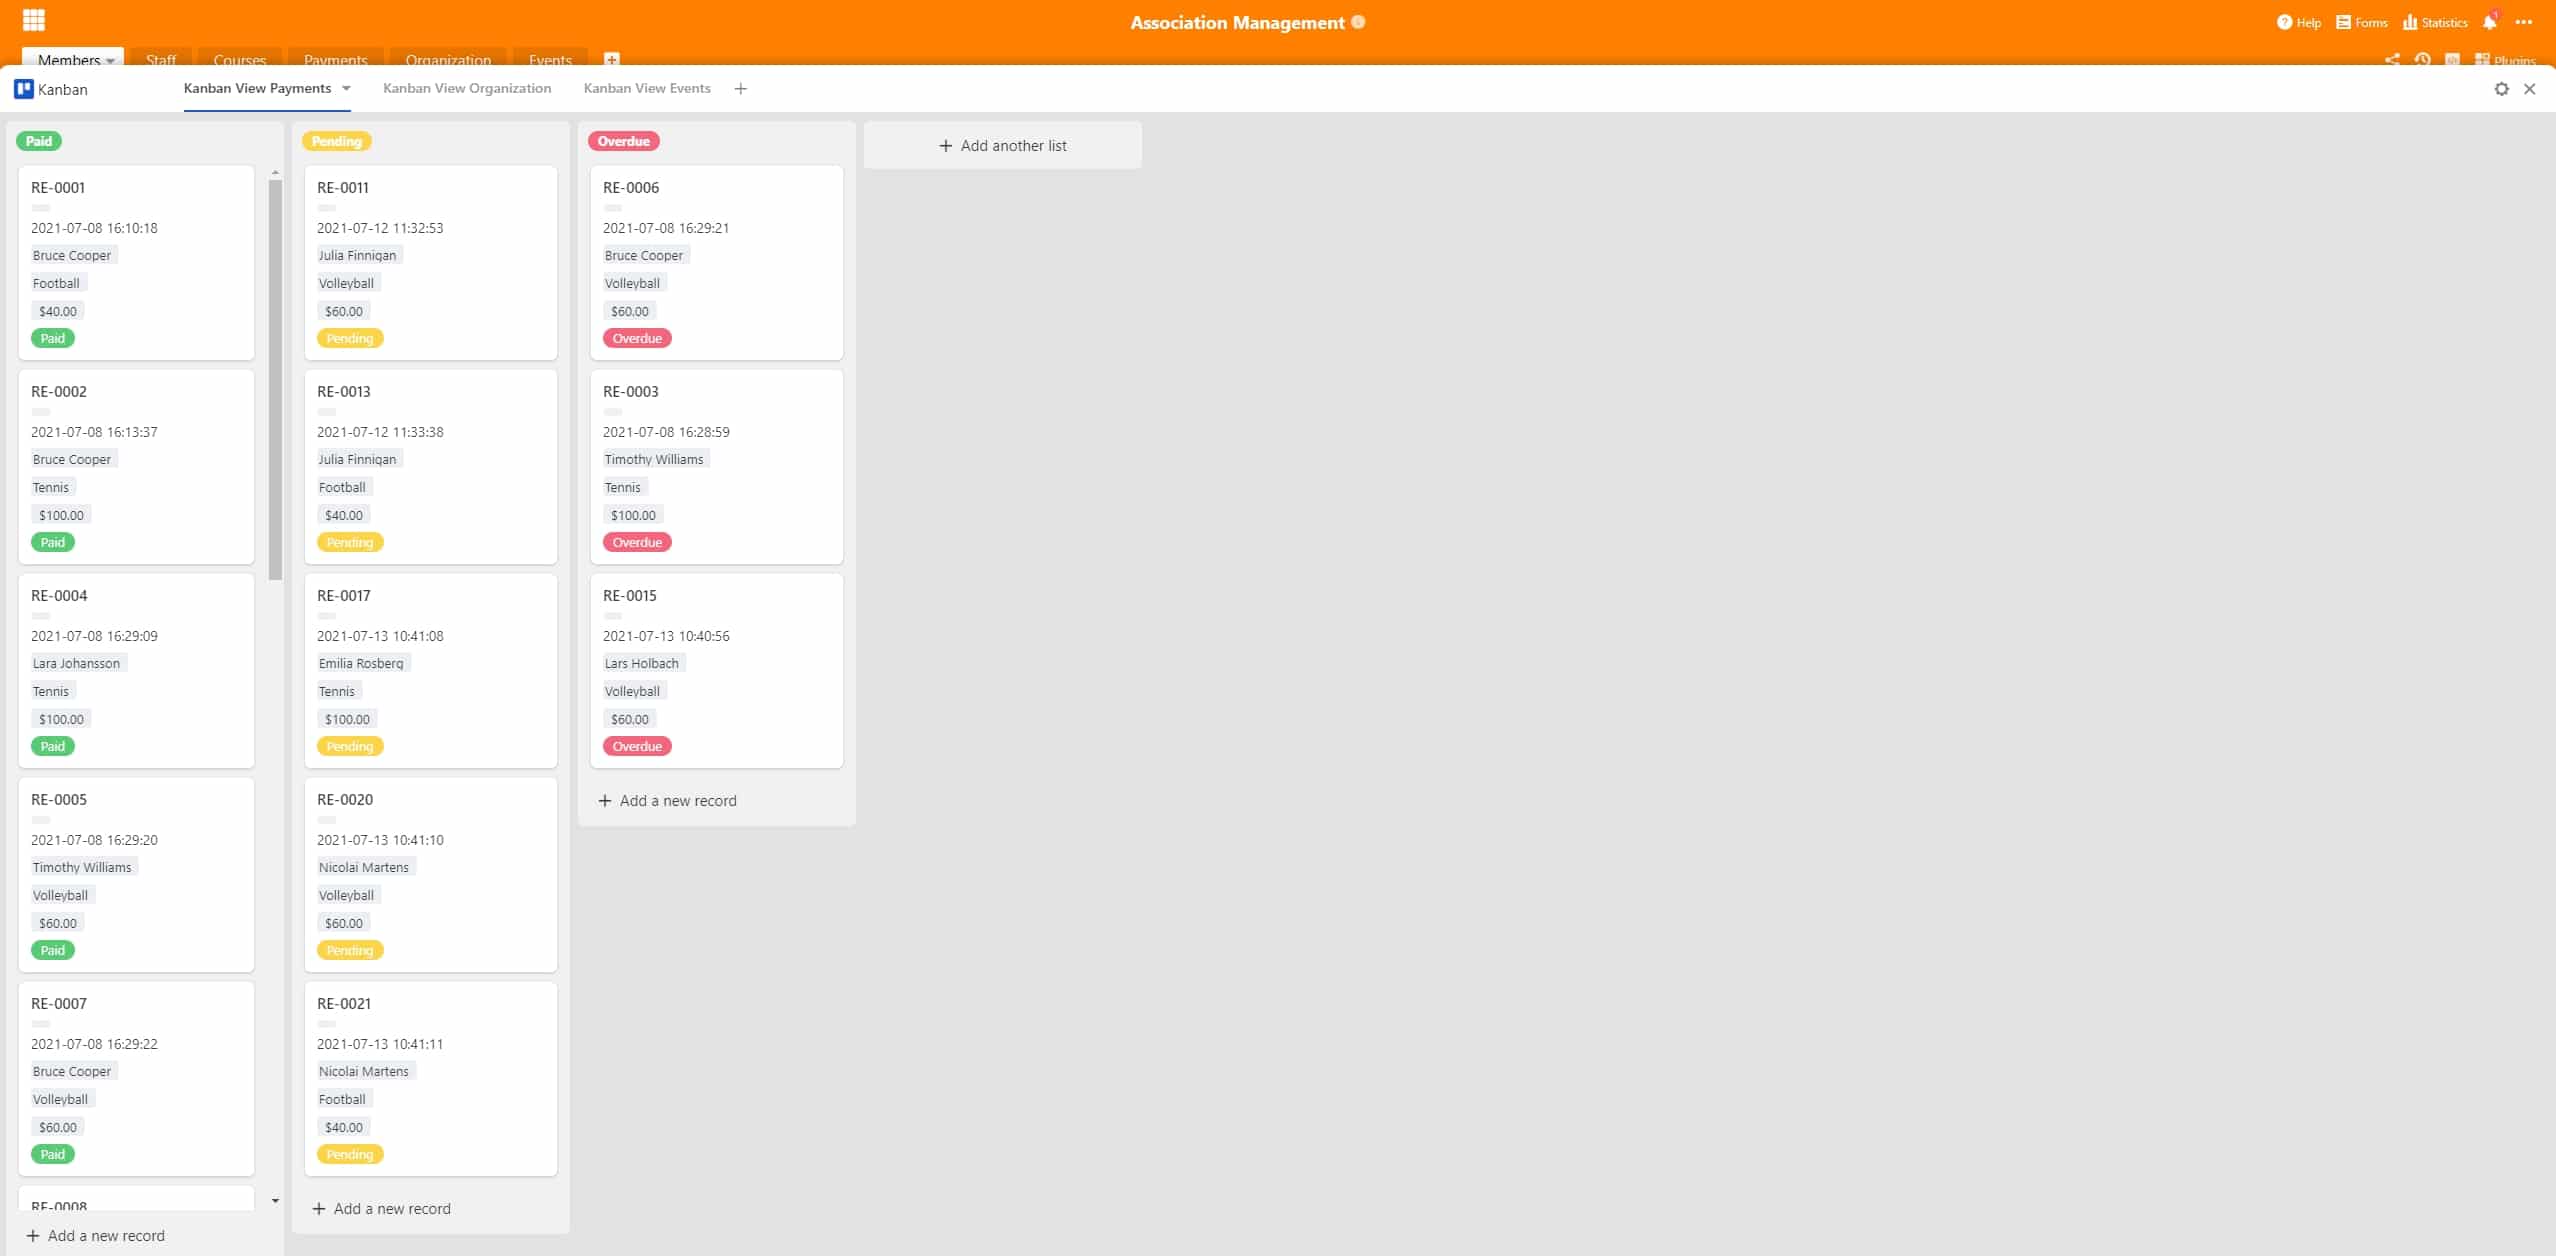 Association Management
Help
Forms
Statistics
1
Members
Staff
Courses
Payments
Organization
Events
Plugins
Kanban
Kanban View Payments
Kanban View Organization
Kanban View Events
Paid
RE-0001
2021-07-08 16:10:18
Bruce Cooper
Football
$40.00
Paid
RE-0002
2021-07-08 16:13:37
Bruce Cooper
Tennis
$100.00
Paid
RE-0004
2021-07-08 16:29:09
Lara Johansson
Tennis
$100.00
Paid
RE-0005
2021-07-08 16:29:20
Timothy Williams
Volleyball
$60.00
Paid
RE-0007
2021-07-08 16:29:22
Bruce Cooper
Volleyball
$60.00
Paid
RE-0008
+ Add a new record
Pending
RE-0011
2021-07-12 11:32:53
Julia Finnigan
Volleyball
$60.00
Pending
RE-0013
2021-07-12 11:33:38
Julia Finnigan
Football
$40.00
Pending
RE-0017
2021-07-13 10:41:08
Emilia Rosberg
Tennis
$100.00
Pending
RE-0020
2021-07-13 10:41:10
Nicolai Martens
Volleyball
$60.00
Pending
RE-0021
2021-07-13 10:41:11
Nicolai Martens
Football
$40.00
Pending
+ Add a new record
Overdue
RE-0006
2021-07-08 16:29:21
Bruce Cooper
Volleyball
$60.00
Overdue
RE-0003
2021-07-08 16:28:59
Timothy Williams
Tennis
$100.00
Overdue
RE-0015
2021-07-13 10:40:56
Lars Holbach
Volleyball
$60.00
Overdue
+ Add a new record
+ Add another list